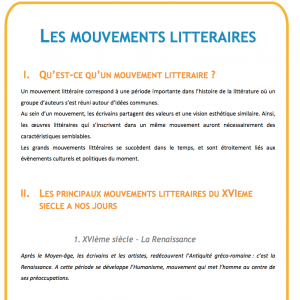 LES MOUVEMENTS LITTERAIRES
I. QU'EST-CE QU'UN MOUVEMENT LITTERAIRE ?
Un mouvement littéraire correspond à une période importante dans l'histoire de la littérature où un
groupe d'auteurs s'est réuni autour d'idées communes.
Au sein d'un mouvement, les écrivains partagent des valeurs et une vision esthétique similaire. Ainsi,
les œuvres littéraires qui s'inscrivent dans un même mouvement auront nécessairement des
caractéristiques semblables.
Les grands mouvements littéraires se succèdent dans le temps, et sont étroitement liés aux
évènements culturels et politiques du moment.
II. LES PRINCIPAUX MOUVEMENTS LITTERAIRES DU XVIEME
SIECLE A NOS JOURS
1. XVIème siècle – La Renaissance
Après le Moyen-âge, les écrivains et les artistes, redécouvrent l'Antiquité gréco-romaine : c'est la
Renaissance. A cette période se développe l'Humanisme, mouvement qui met l'homme au centre de
ses préoccupations.